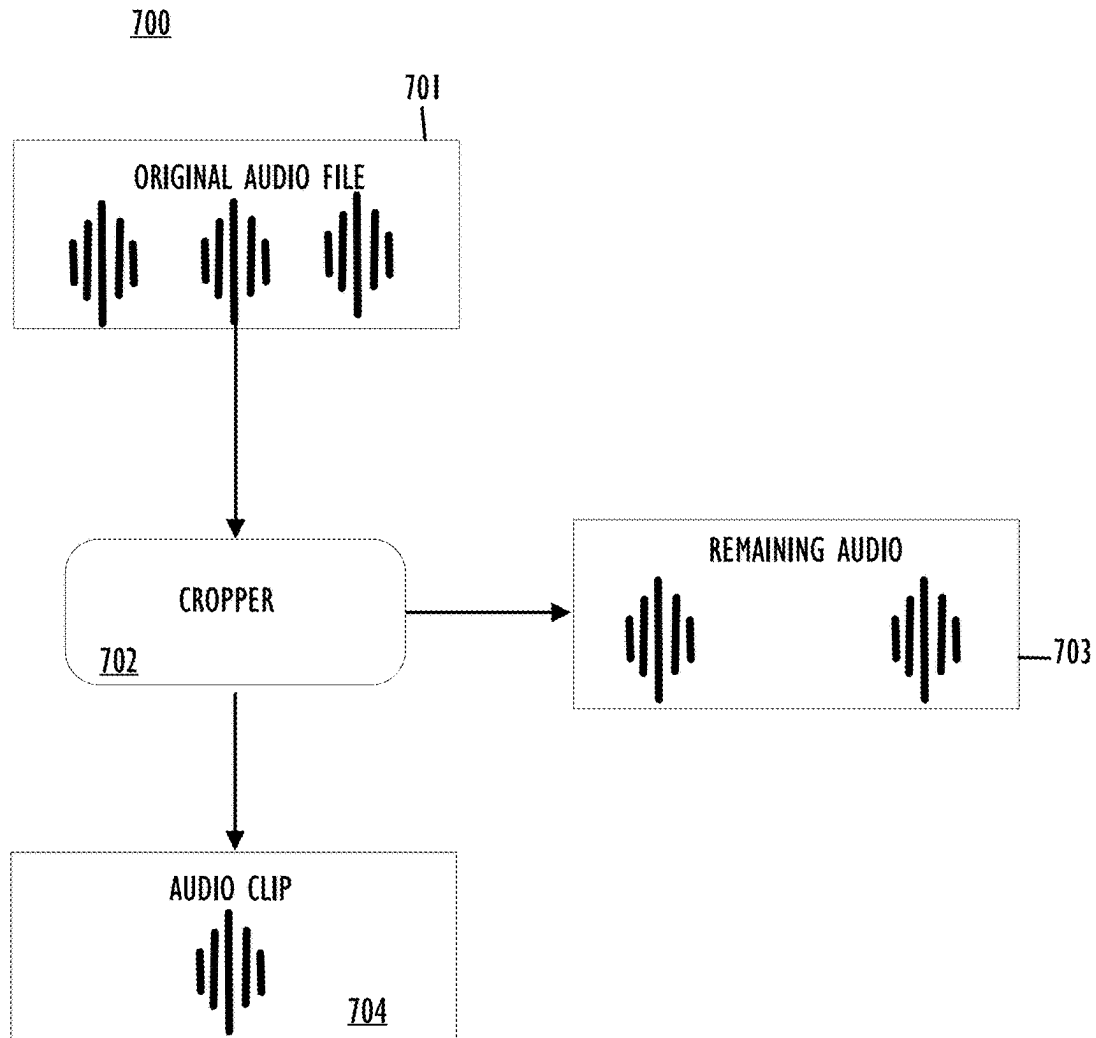 700
701
ORIGINAL AUDIO FILE
CROPPER
702
REMAINING AUDIO
703
AUDIO CLIP
704